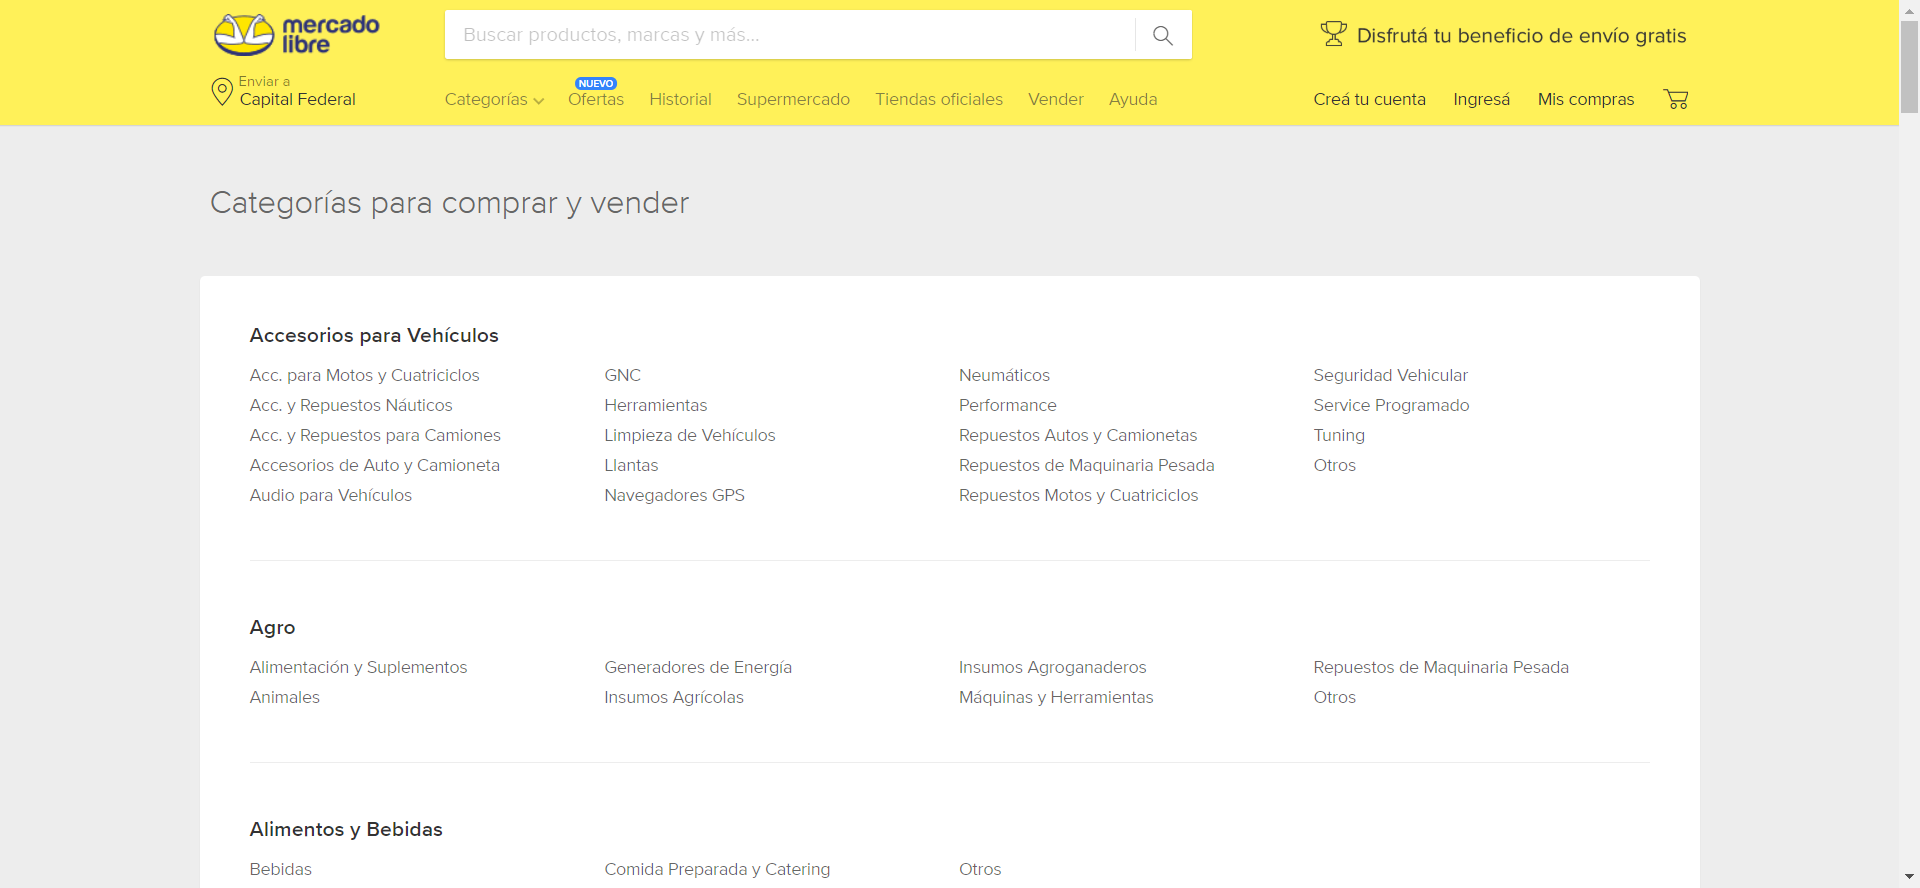 mercado
libre
Buscar productos, marcas y más...
Disfrutá tu beneficio de envío gratis
Enviar a
Capital Federal
Categorías
NUEVO
Ofertas
Historial
Supermercado
Tiendas oficiales
Vender
Ayuda
Creá tu cuenta
Ingresá
Mis compras
Categorías para comprar y vender
Accesorios para Vehículos
Acc. para Motos y Cuatriciclos
Acc. y Repuestos Náuticos
Acc. y Repuestos para Camiones
Accesorios de Auto y Camioneta
Audio para Vehículos
GNC
Herramientas
Limpieza de Vehículos
Llantas
Navegadores GPS
Neumáticos
Performance
Repuestos Autos y Camionetas
Repuestos de Maquinaria Pesada
Repuestos Motos y Cuatriciclos
Seguridad Vehicular
Service Programado
Tuning
Otros
Agro
Alimentación y Suplementos
Animales
Generadores de Energía
Insumos Agrícolas
Insumos Agroganaderos
Máquinas y Herramientas
Repuestos de Maquinaria Pesada
Otros
Alimentos y Bebidas
Bebidas
Comida Preparada y Catering
Otros